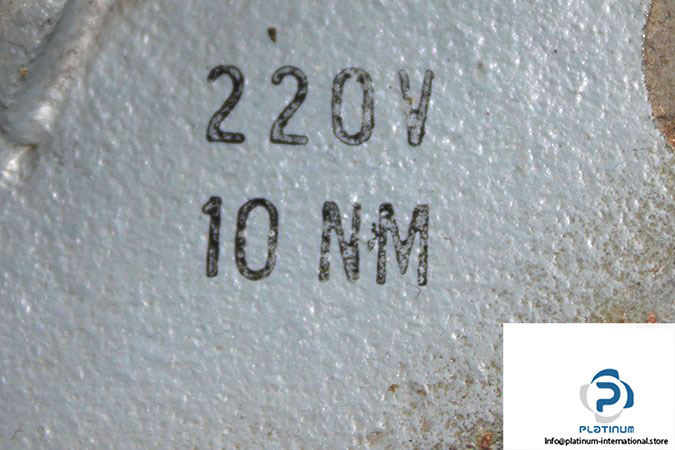 220V
10 NM
PLATINUM
Info@platinum-international.store